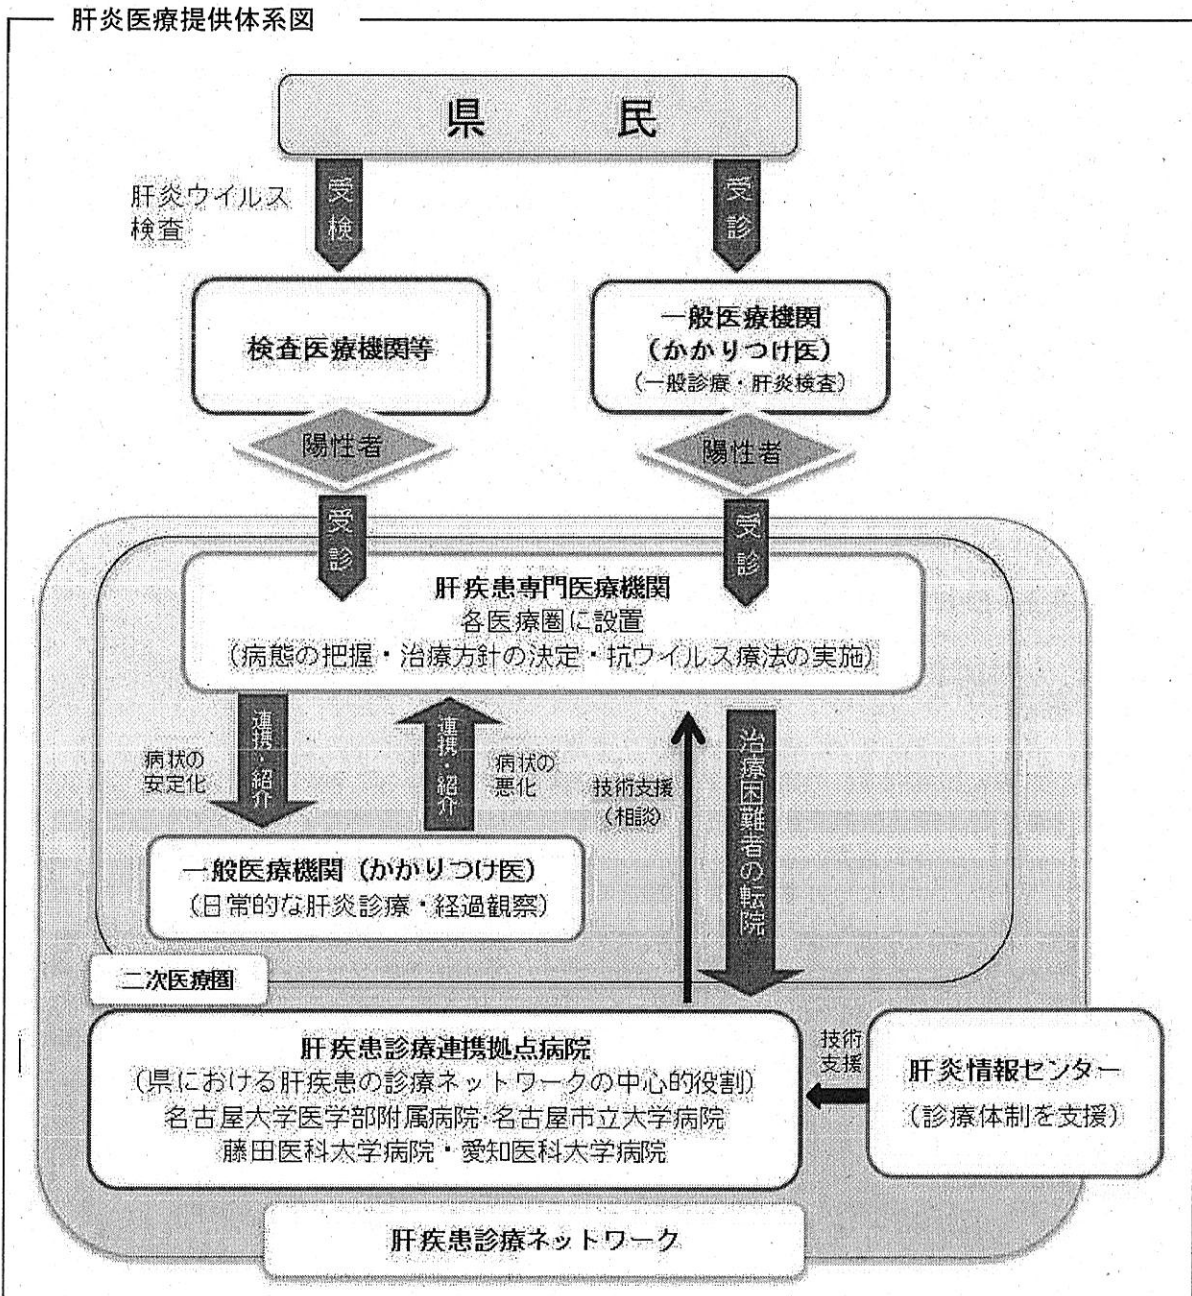 肝炎医療提供体系図
県 民
肝炎ウイルス
検査
受検
受診
検査医療機関等
一般医療機関
(かかりつけ医)
(一般診療・肝炎検査)
陽性者
陽性者
受診
受診
肝疾患専門医療機関
各医療圏に設置
(病態の把握・治療方針の決定・抗ウイルス療法の実施)
病状の
安定化
連携・紹介
連携・紹介
病状の
悪化
技術支援
(相談)
治療困難者の転院
一般医療機関(かかりつけ医)
(日常的な肝炎診療・経過観察)
二次医療圏
肝疾患診療連携拠点病院
(県における肝疾患の診療ネットワークの中心的役割)
名古屋大学医学部附属病院・名古屋市立大学病院
藤田医科大学病院・愛知医科大学病院
技術
支援
肝炎情報センター
(診療体制を支援)
肝疾患診療ネットワーク